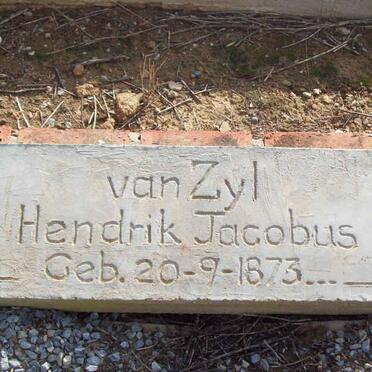 van Zyl
Hendrik Jacobus
Geb. 20-9-1873...